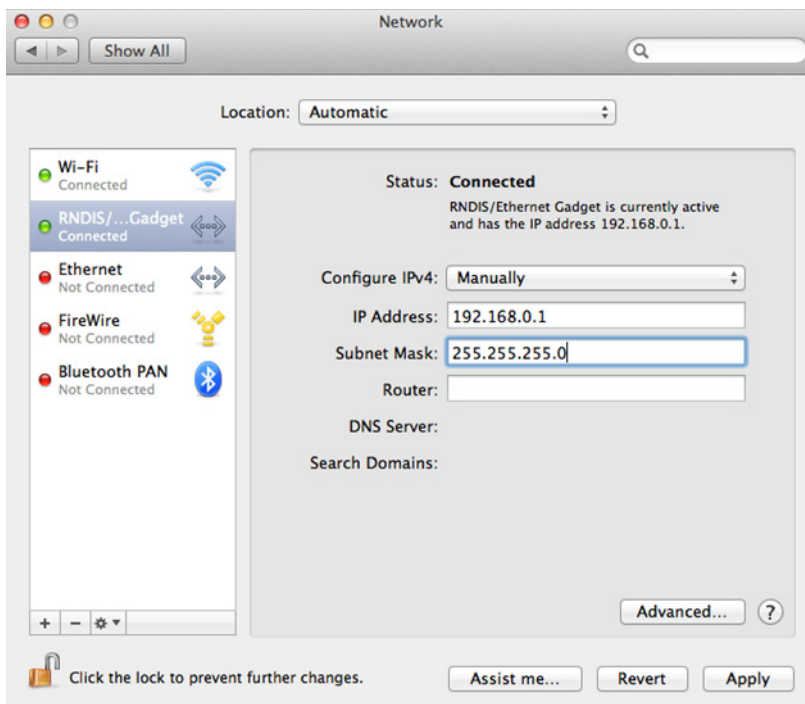 Network
Show All
Location: Automatic
Wi-Fi
Connected
RNDIS/...Gadget
Connected
Ethernet
Not Connected
FireWire
Not Connected
Bluetooth PAN
Not Connected
Status: Connected
RNDIS/Ethernet Gadget is currently active
and has the IP address 192.168.0.1.
Configure IPv4: Manually
IP Address: 192.168.0.1
Subnet Mask: 255.255.255.0
Router:
DNS Server:
Search Domains:
Advanced... ?
Click the lock to prevent further changes.
Assist me... Revert Apply